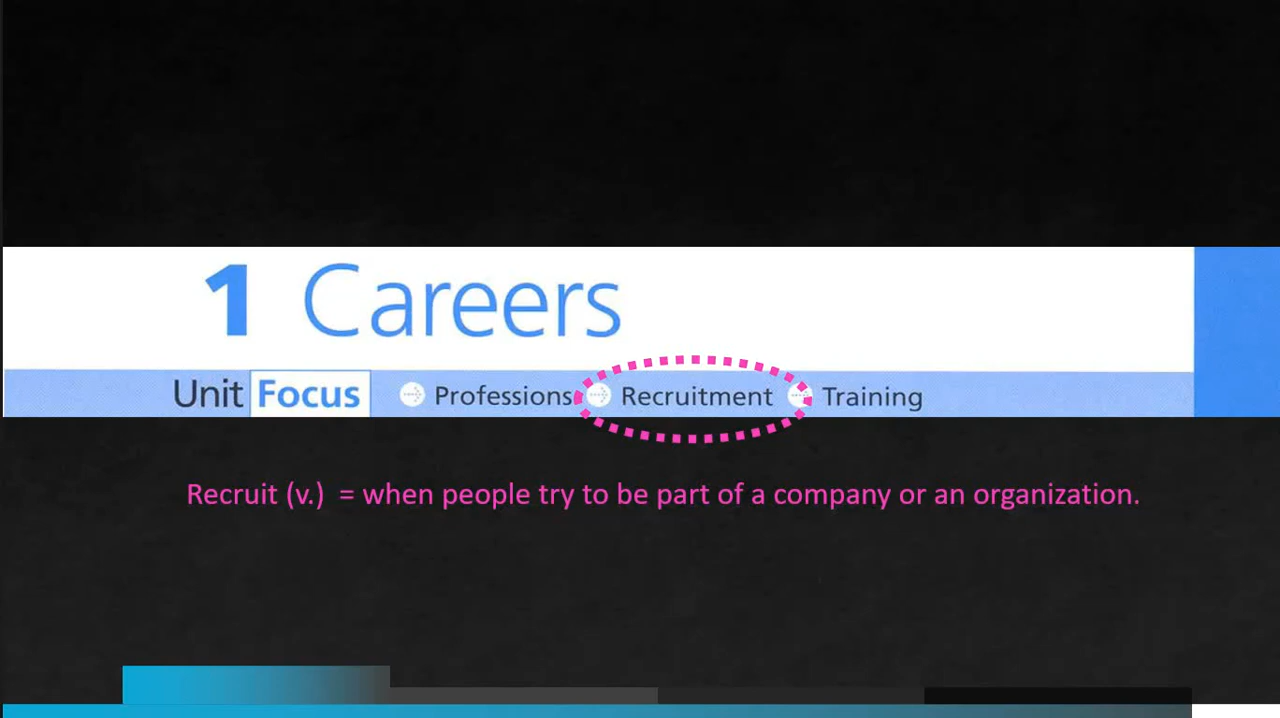 1 Careers
Unit Focus Professions Recruitment Training
Recruit (v.) = when people try to be part of a company or an organization.